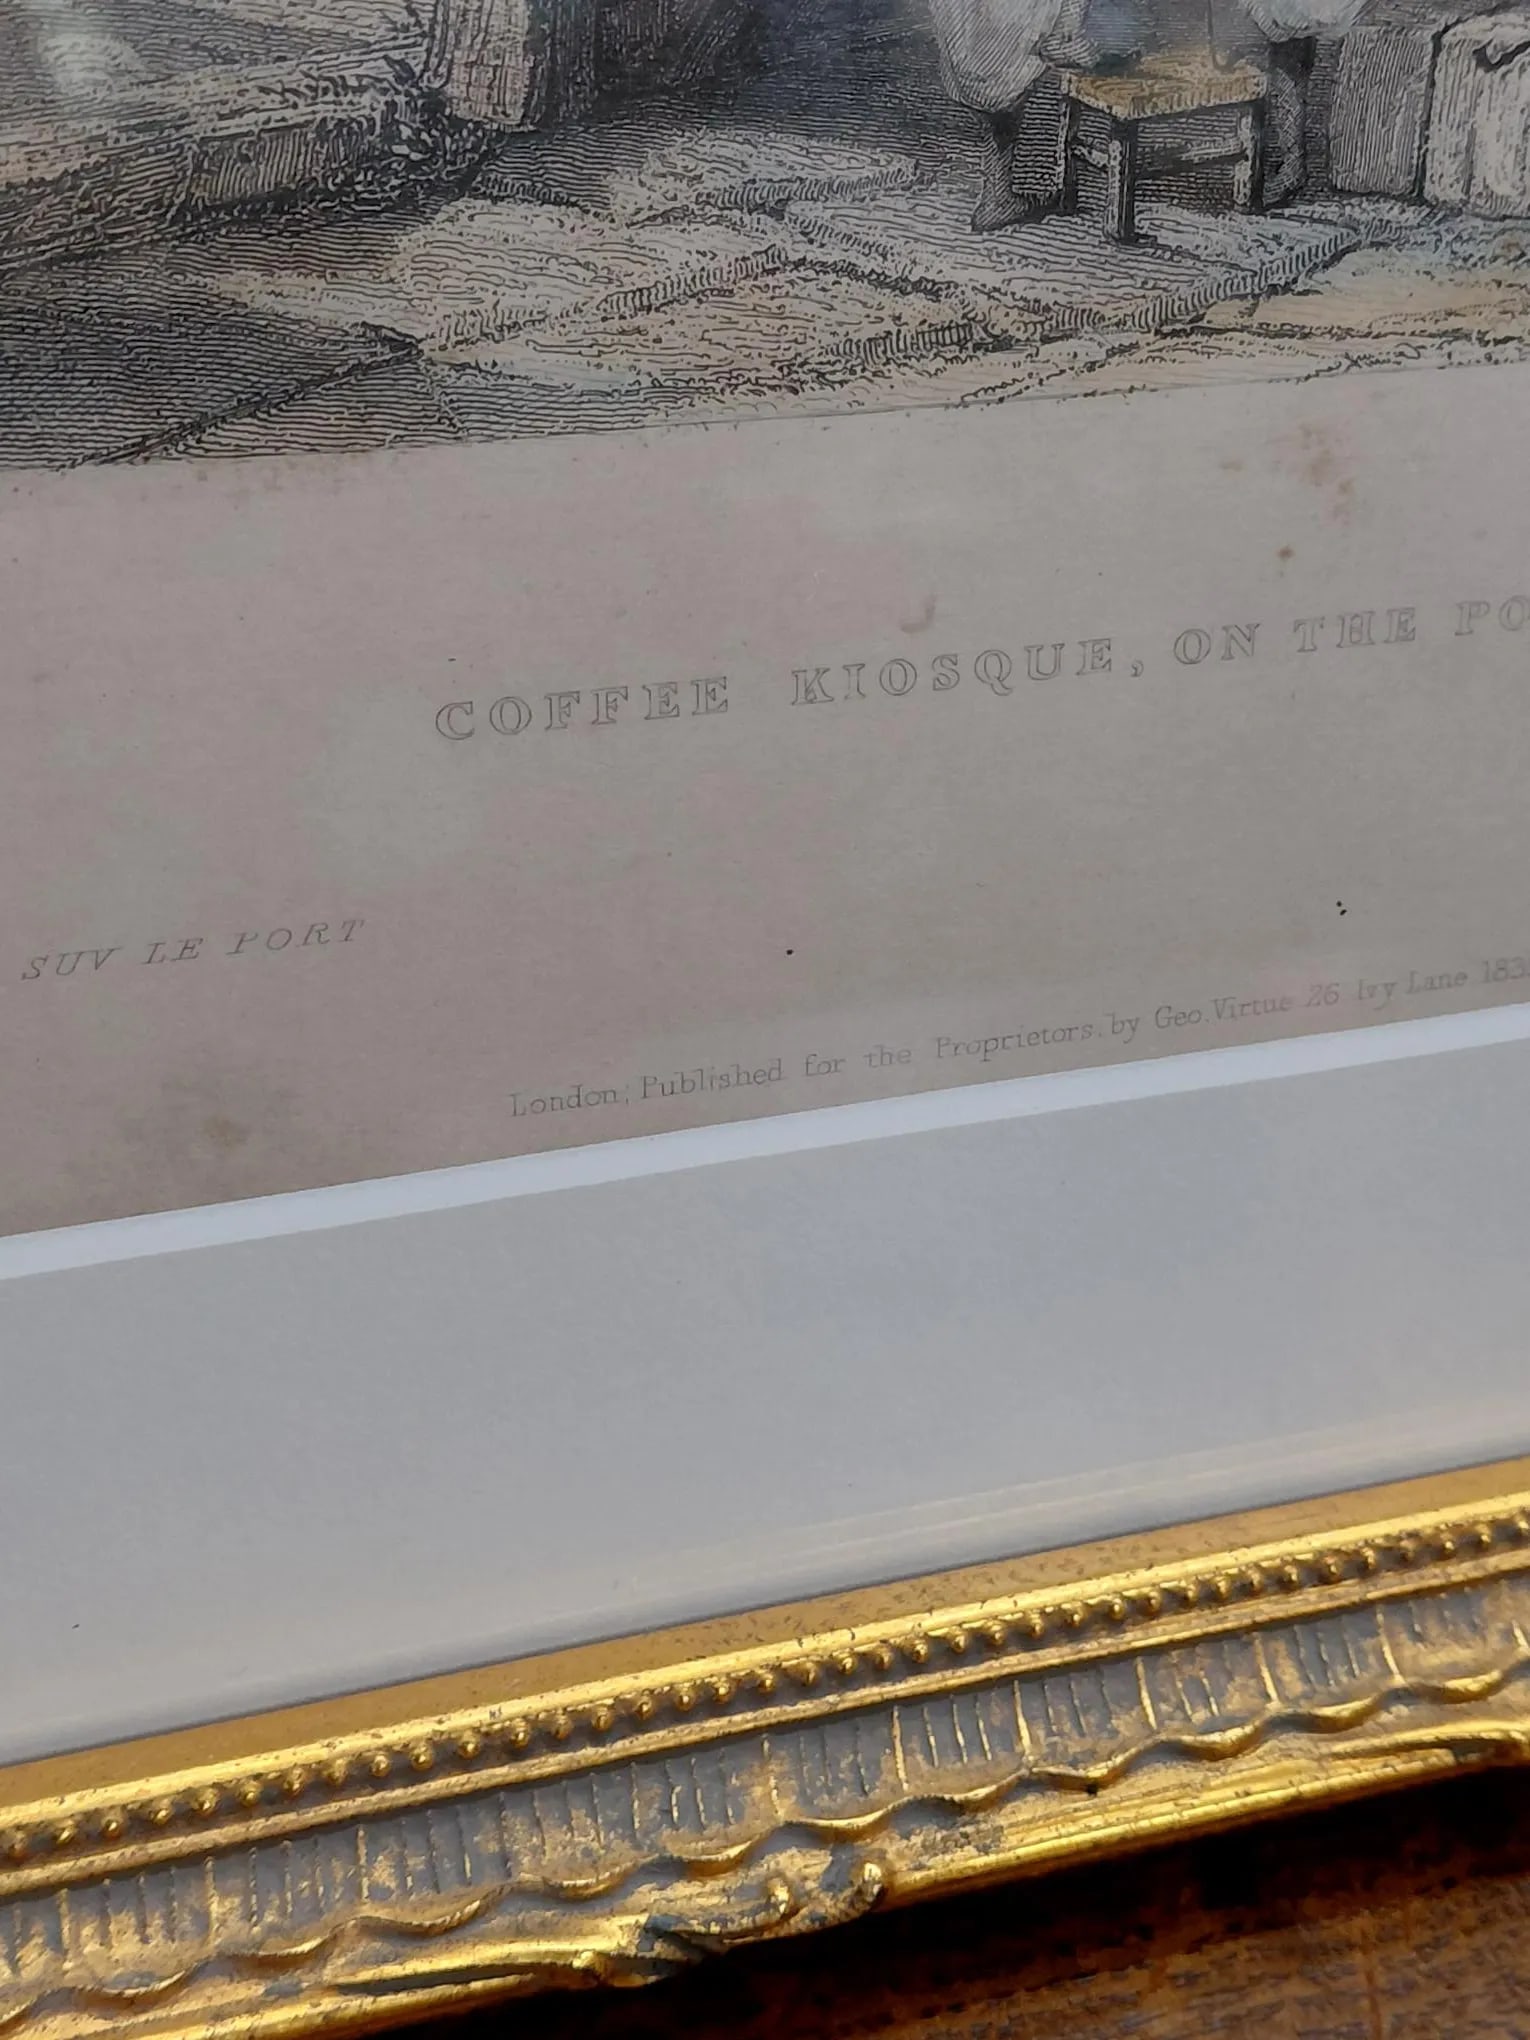 COFFEE KIOSQUE, ON THE PO
SUV LE PORT
London; Published for the Proprietors, by Geo. Virtue 26 Ivy Lane 183